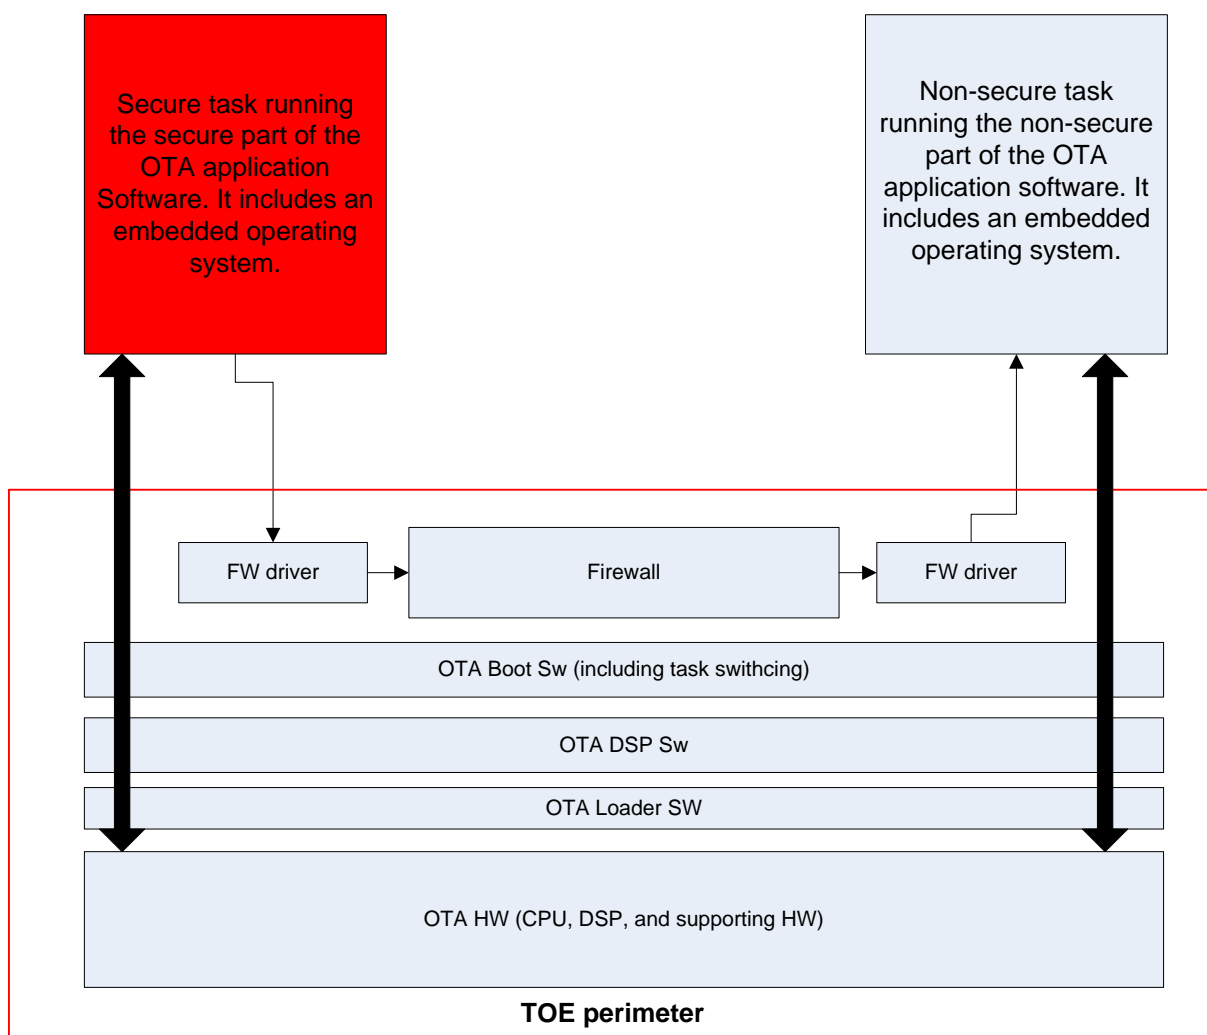 Secure task running
the secure part of the
OTA application
Software. It includes an
embedded operating
system.
Non-secure task
running the non-secure
part of the OTA
application software. It
includes an embedded
operating system.
FW driver
Firewall
FW driver
OTA Boot Sw (including task swithcing)
OTA DSP Sw
OTA Loader SW
OTA HW (CPU, DSP, and supporting HW)
TOE perimeter